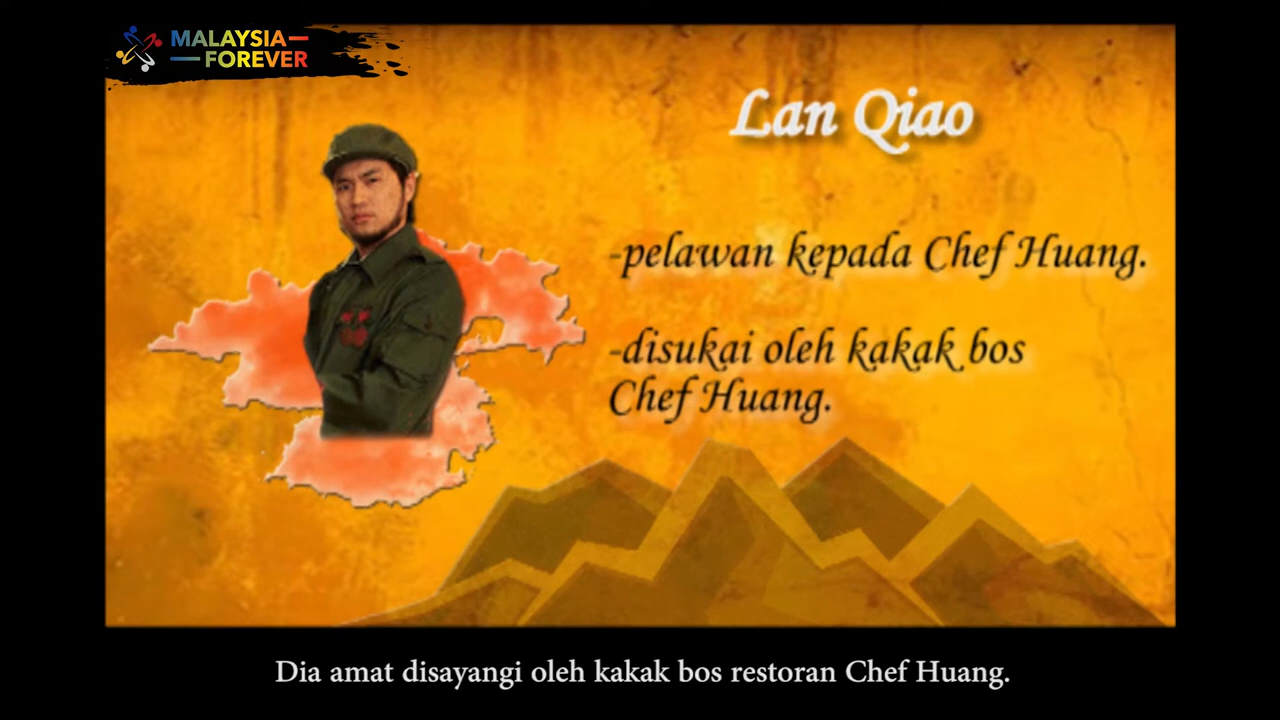 MALAYSIA
FOREVER
Lan Qiao
-pelawan kepada Chef Huang.
-disukai oleh kakak bos
Chef Huang.
Dia amat disayangi oleh kakak bos restoran Chef Huang.